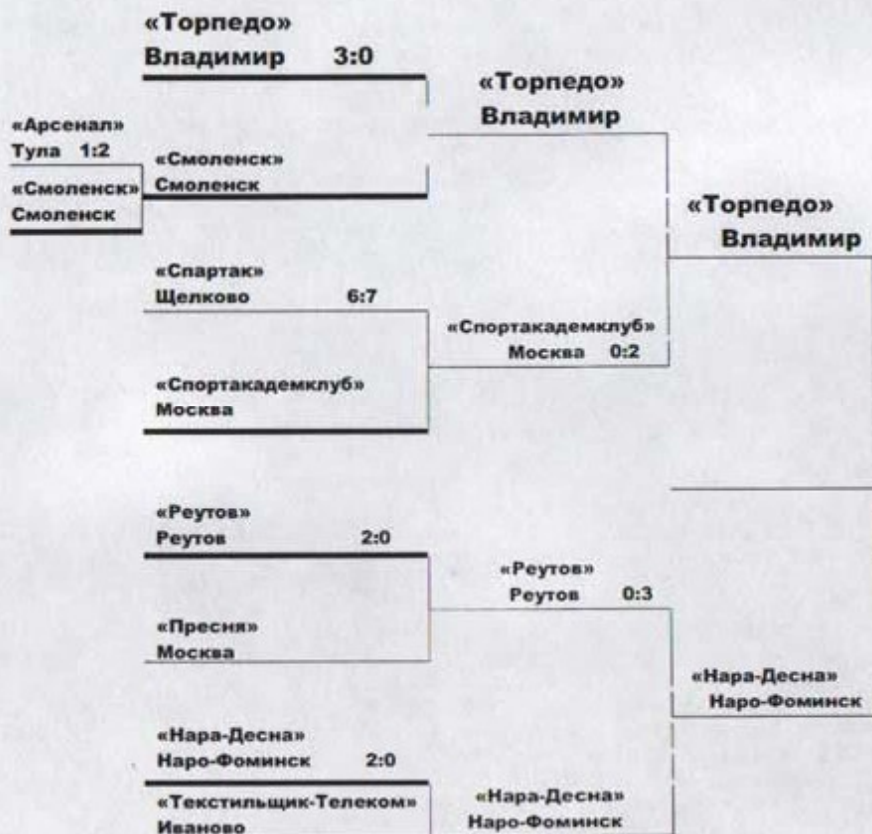 «Торпедо»
Владимир 3:0
«Арсенал»
Тула 1:2
«Смоленск»
Смоленск
«Смоленск»
Смоленск
«Торпедо»
Владимир
«Спартак»
Щелково 6:7
«Спортакадемклуб»
Москва
«Спортакадемклуб»
Москва 0:2
«Торпедо»
Владимир
«Реутов»
Реутов 2:0
«Пресня»
Москва
«Реутов»
Реутов 0:3
«Нара-Десна»
Наро-Фоминск 2:0
«Текстильщик-Телеком»
Иваново
«Нара-Десна»
Наро-Фоминск
«Нара-Десна»
Наро-Фоминск